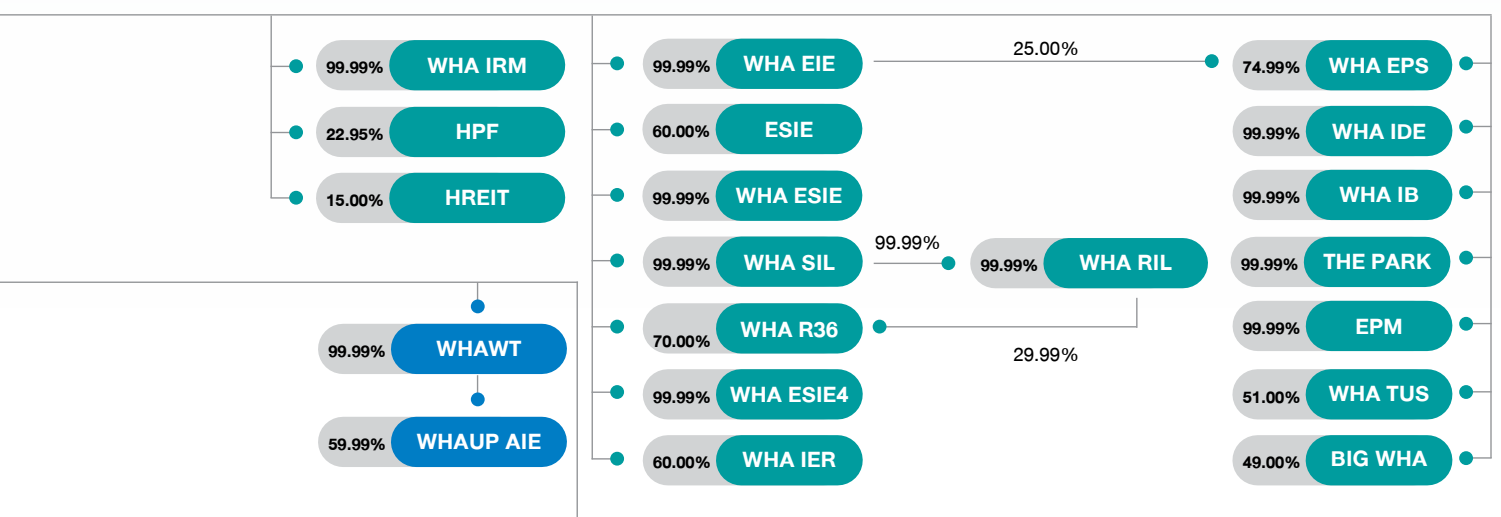 99.99% WHA IRM
22.95% HPF
15.00% HREIT
99.99% WHAWT
59.99% WHAUP AIE
99.99% WHA EIE
25.00%
60.00% ESIE
99.99% WHA ESIE
99.99% WHA SIL
99.99%
99.99% WHA RIL
70.00% WHA R36
29.99%
99.99% WHA ESIE4
60.00% WHA IER
74.99% WHA EPS
99.99% WHA IDE
99.99% WHA IB
99.99% THE PARK
99.99% EPM
51.00% WHA TUS
49.00% BIG WHA